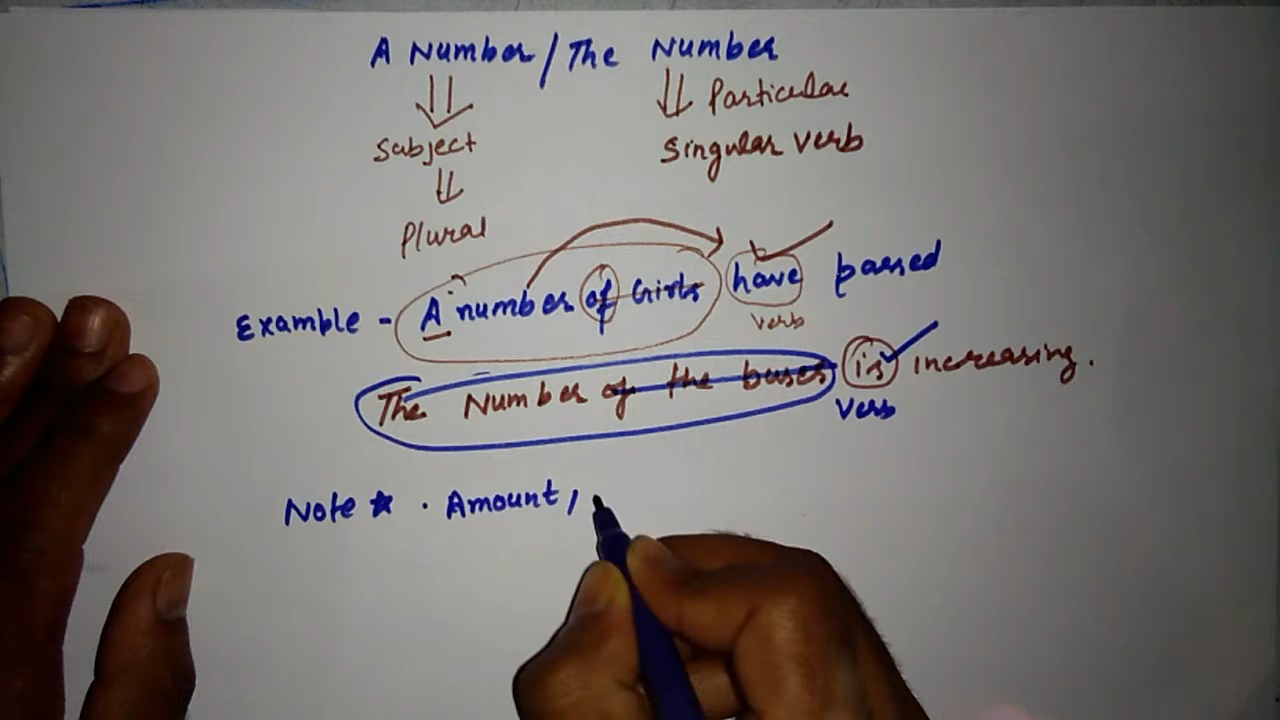 A Number / The Number
Particular
Subject
Singular verb
Plural
Example - A number of Girls have passed
verb
The Number of the buses is increasing.
Verb
Note * . Amount,